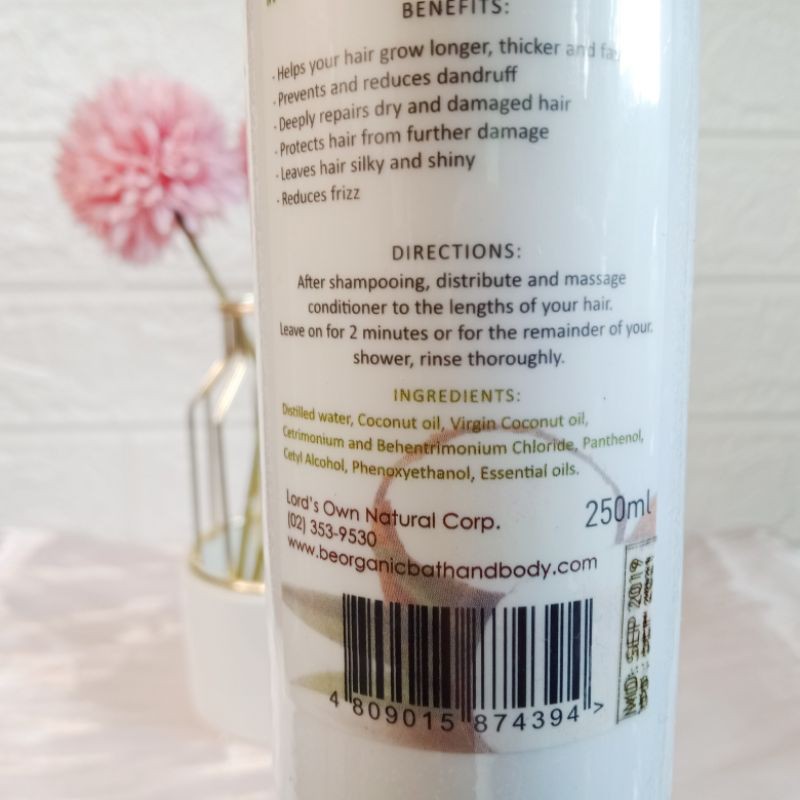 BENEFITS:
· Helps your hair grow longer, thicker and
· Prevents and reduces dandruff
· Deeply repairs dry and damaged hair
· Protects hair from further damage
· Leaves hair silky and shiny
· Reduces frizz
DIRECTIONS:
After shampooing, distribute and massage
conditioner to the lengths of your hair.
Leave on for 2 minutes or for the remainder of your.
shower, rinse thoroughly.
INGREDIENTS:
Distilled water, Coconut oil, Virgin Coconut oil,
Cetrimonium and Behentrimonium Chloride, Panthenol,
Cetyl Alcohol, Phenoxyethanol, Essential oils.
Lord's Own Natural Corp.
250ml
(02) 353-9530
www.beorganicbathandbody.com
4 809015 874394 >
SEP 2019